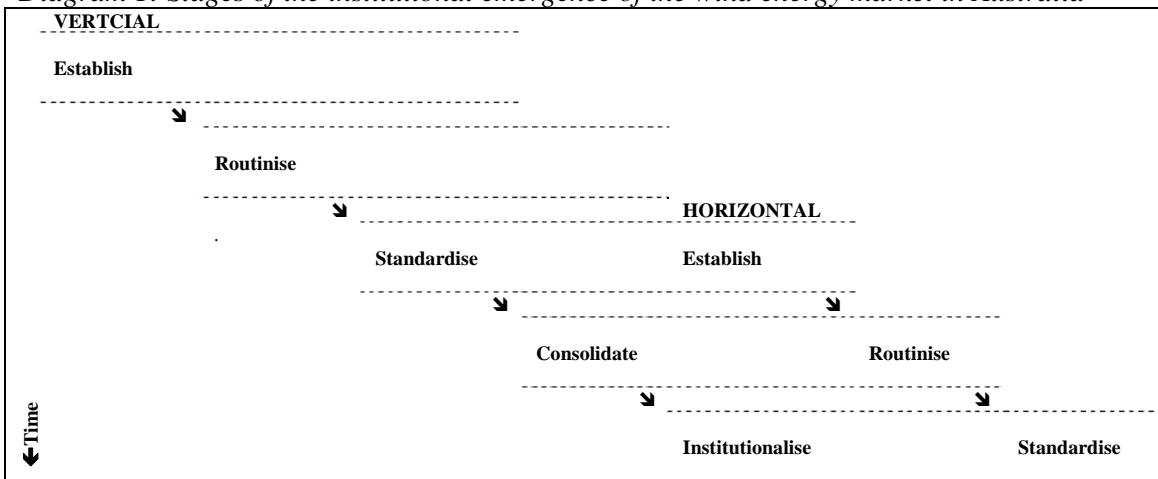 Diagram 1: Stages of the institutional emergence of the wind energy market in Australia
VERTCIAL
Establish
Routinise
HORIZONTAL
Standardise Establish
Consolidate Routinise
←Time
Institutionalise Standardise